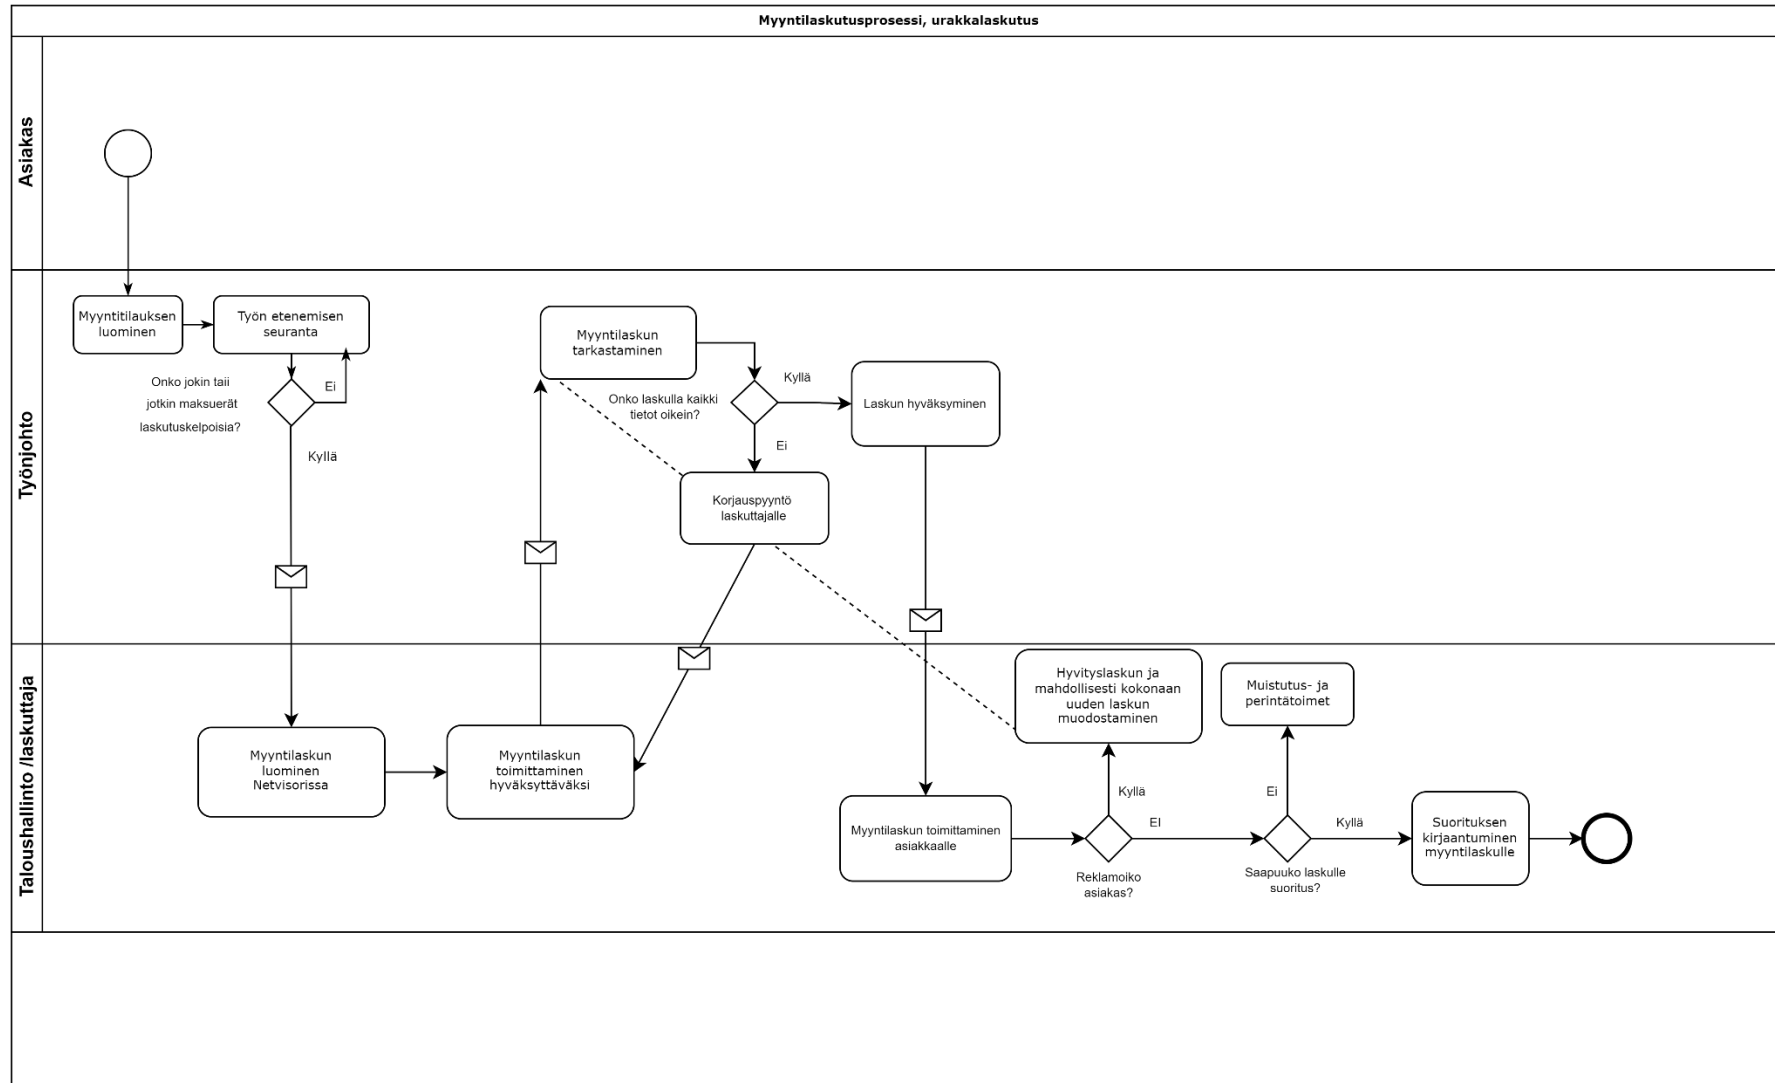 Myyntilaskutusprosessi, urakkalaskutus
Asiakas
Työnjohto
Myyntitilauksen
luominen
Työn etenemisen
seuranta
Onko jokin taii
jotkin maksuerät
laskutuskelpoisia?
Ei
Kyllä
Myyntilaskun
tarkastaminen
Onko laskulla kaikki
tietot oikein?
Kyllä
Ei
Laskun hyväksyminen
Korjauspyyntö
laskuttajalle
Taloushallinto /laskuttaja
Myyntilaskun
luominen
Netvisorissa
Myyntilaskun
toimittaminen
hyväksyttäväksi
Myyntilaskun toimittaminen
asiakkaalle
Hyvityslaskun ja
mahdollisesti kokonaan
uuden laskun
muodostaminen
Kyllä
EI
Reklamoiko
asiakas?
Muistutus- ja
perintätoimet
Ei
Kyllä
Saapuuko laskulle
suoritus?
Suorituksen
kirjaantuminen
myyntilaskulle